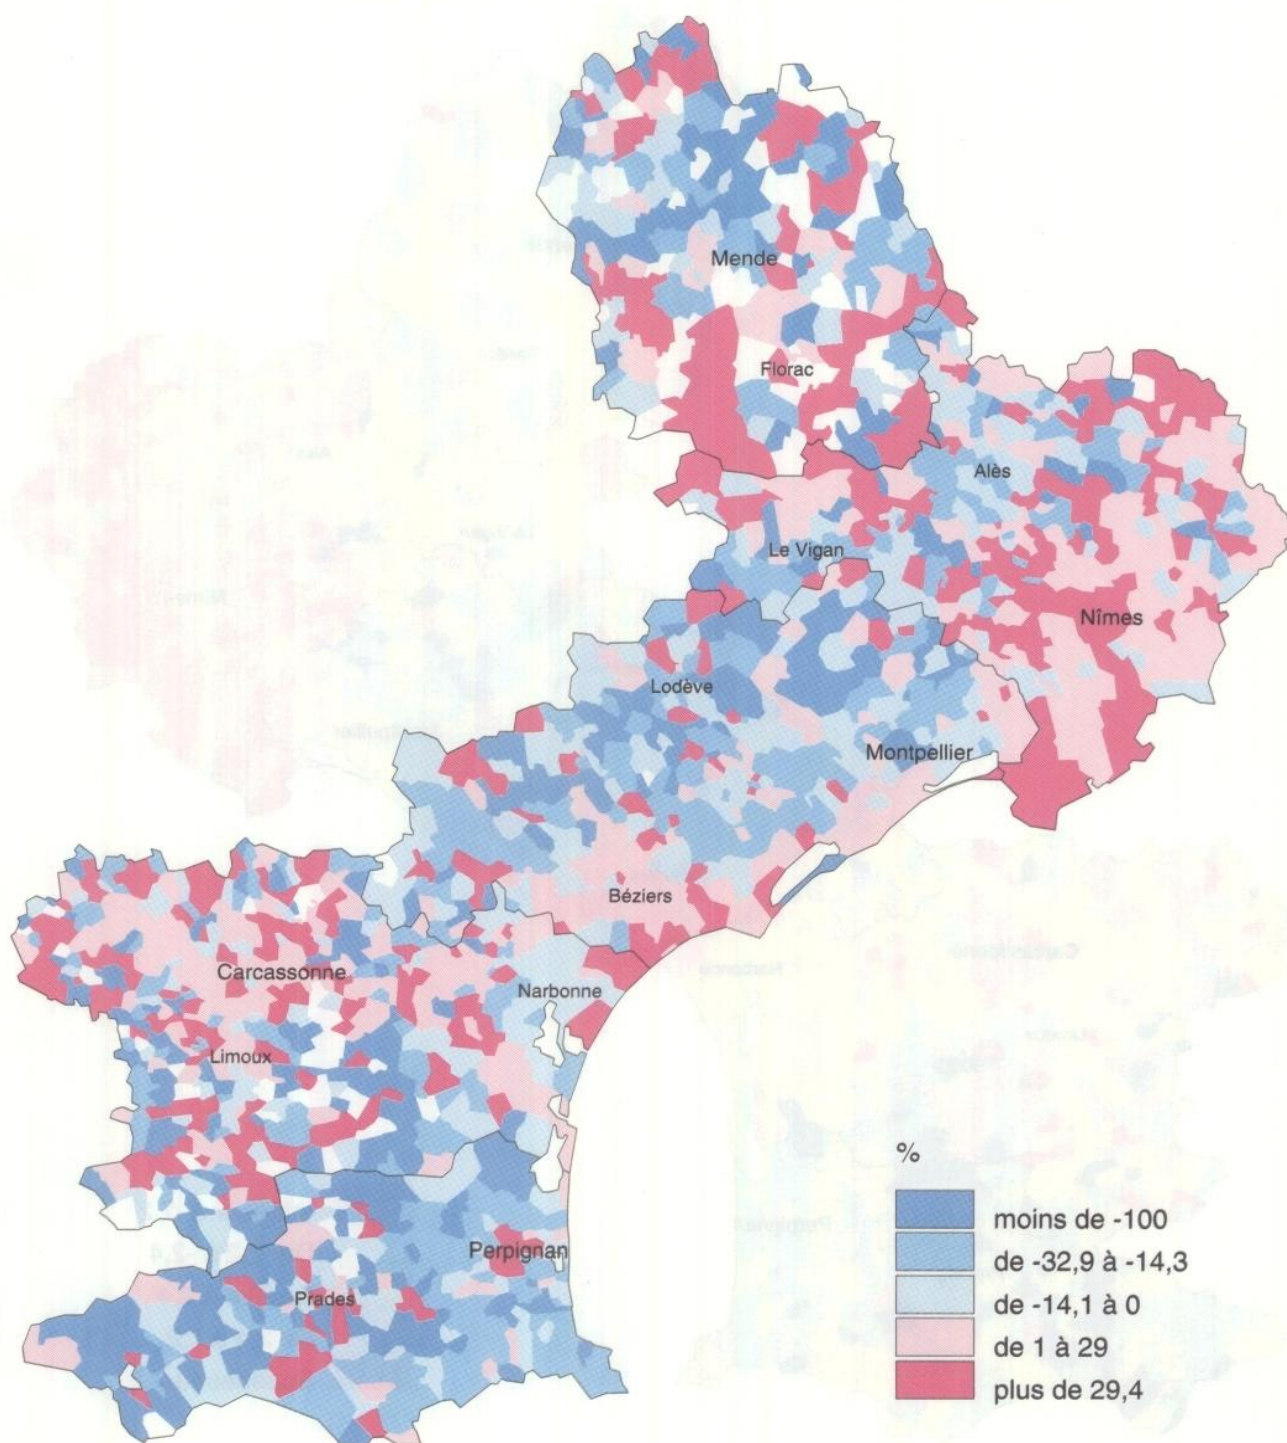 Mende
Florac
Alès
Le Vigan
Nîmes
Lodève
Montpellier
Béziers
Carcassonne
Narbonne
Limoux
%
moins de -100
de -32,9 à -14,3
de -14,1 à 0
de 1 à 29
plus de 29,4
Perpignan
Prades